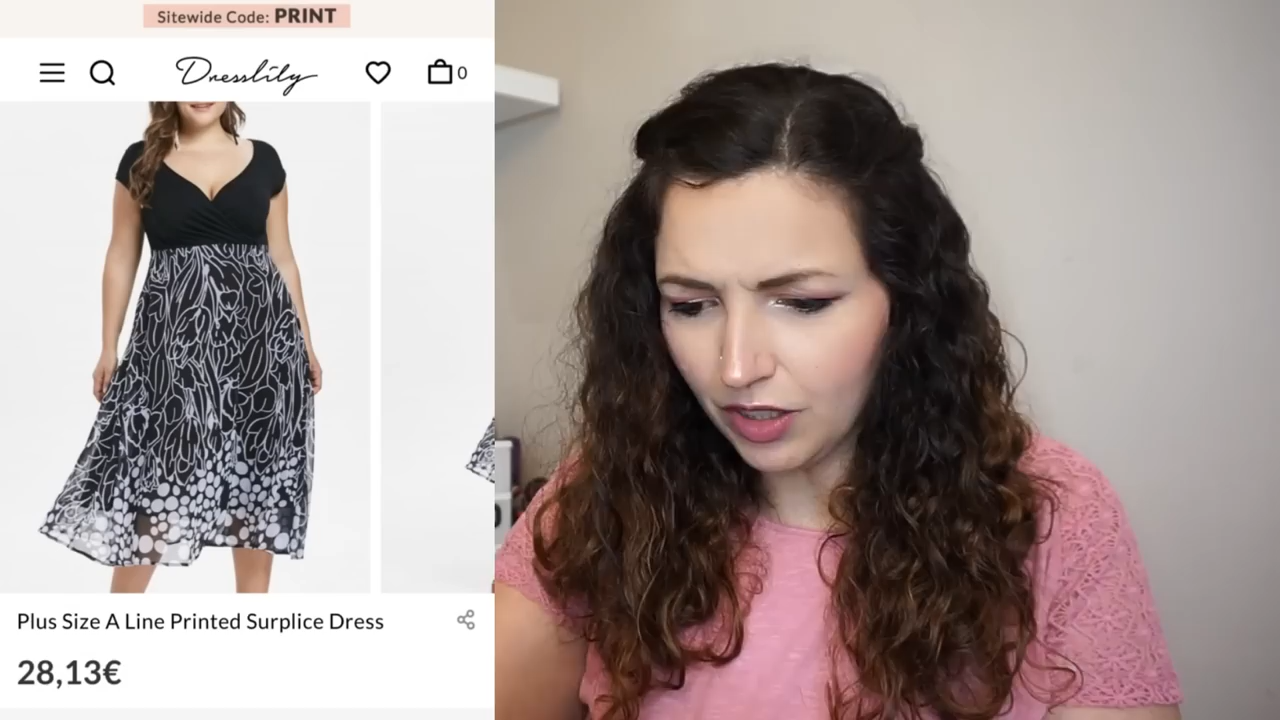 Sitewide Code: PRINT
Dresslily
0
Plus Size A Line Printed Surplice Dress
28,13€